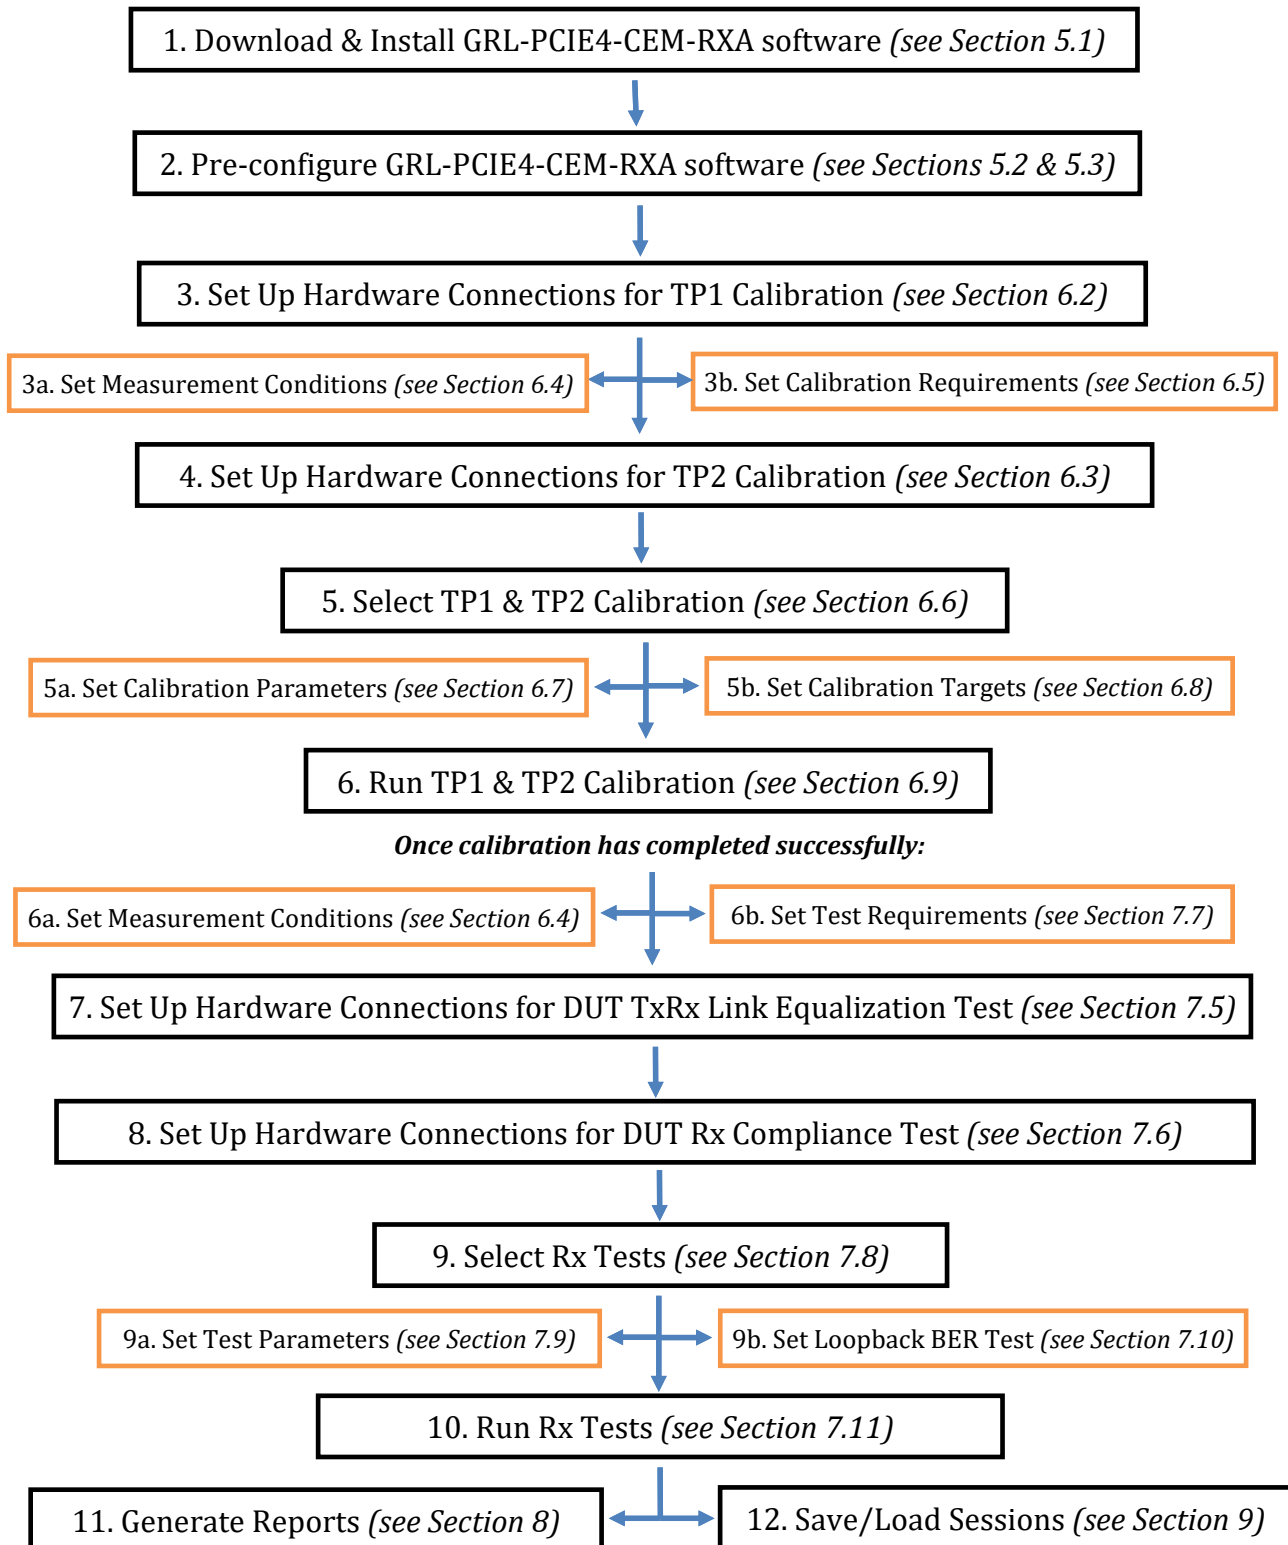 1. Download & Install GRL-PCIE4-CEM-RXA software (see Section 5.1)
2. Pre-configure GRL-PCIE4-CEM-RXA software (see Sections 5.2 & 5.3)
3. Set Up Hardware Connections for TP1 Calibration (see Section 6.2)
3a. Set Measurement Conditions (see Section 6.4)
3b. Set Calibration Requirements (see Section 6.5)
4. Set Up Hardware Connections for TP2 Calibration (see Section 6.3)
5. Select TP1 & TP2 Calibration (see Section 6.6)
5a. Set Calibration Parameters (see Section 6.7)
5b. Set Calibration Targets (see Section 6.8)
6. Run TP1 & TP2 Calibration (see Section 6.9)
Once calibration has completed successfully:
6a. Set Measurement Conditions (see Section 6.4)
6b. Set Test Requirements (see Section 7.7)
7. Set Up Hardware Connections for DUT TxRx Link Equalization Test (see Section 7.5)
8. Set Up Hardware Connections for DUT Rx Compliance Test (see Section 7.6)
9. Select Rx Tests (see Section 7.8)
9a. Set Test Parameters (see Section 7.9)
9b. Set Loopback BER Test (see Section 7.10)
10. Run Rx Tests (see Section 7.11)
11. Generate Reports (see Section 8)
12. Save/Load Sessions (see Section 9)